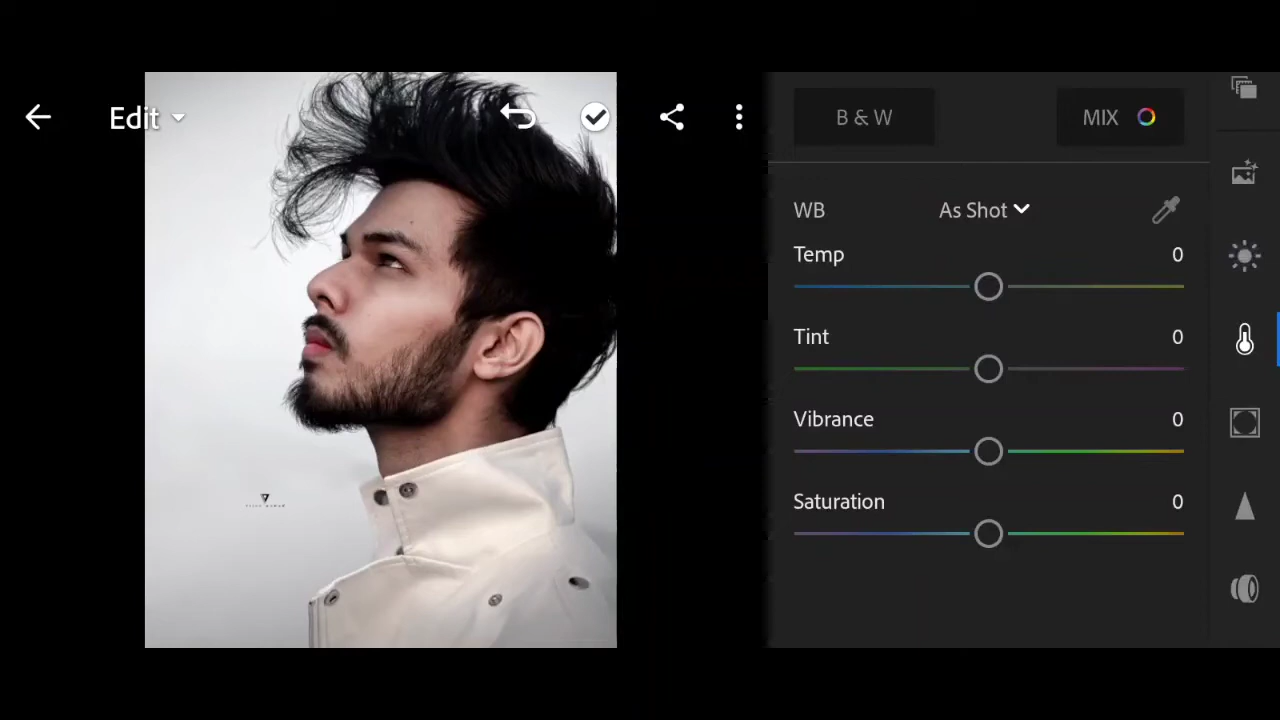 Edit
B & W
MIX
WB
As Shot
Temp
0
Tint
0
Vibrance
0
Saturation
0